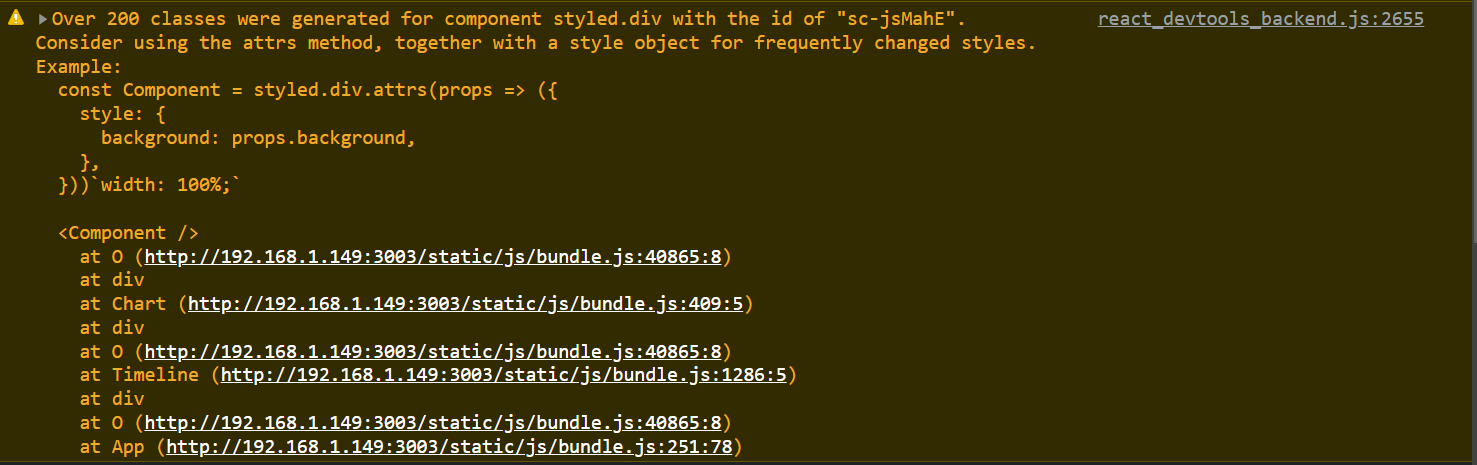 Over 200 classes were generated for component styled.div with the id of "sc-jsMahE". react_devtools_backend.js:2655
Consider using the attrs method, together with a style object for frequently changed styles.
Example:
  const Component = styled.div.attrs(props => ({
    style: {
      background: props.background,
    },
  }))`width: 100%;`

  <Component />
    at O (http://192.168.1.149:3003/static/js/bundle.js:40865:8)
    at div
    at Chart (http://192.168.1.149:3003/static/js/bundle.js:409:5)
    at div
    at O (http://192.168.1.149:3003/static/js/bundle.js:40865:8)
    at Timeline (http://192.168.1.149:3003/static/js/bundle.js:1286:5)
    at div
    at O (http://192.168.1.149:3003/static/js/bundle.js:40865:8)
    at App (http://192.168.1.149:3003/static/js/bundle.js:251:78)